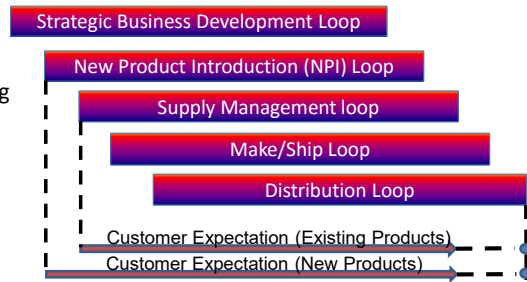 Strategic Business Development Loop
New Product Introduction (NPI) Loop
g
Supply Management loop
Make/Ship Loop
Distribution Loop
Customer Expectation (Existing Products)
Customer Expectation (New Products)